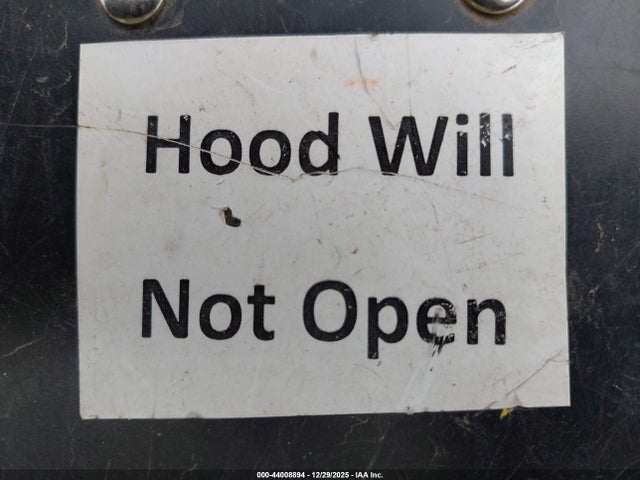 Hood Will
Not Open
000-44008894 - 12/29/2025 - IAA Inc.